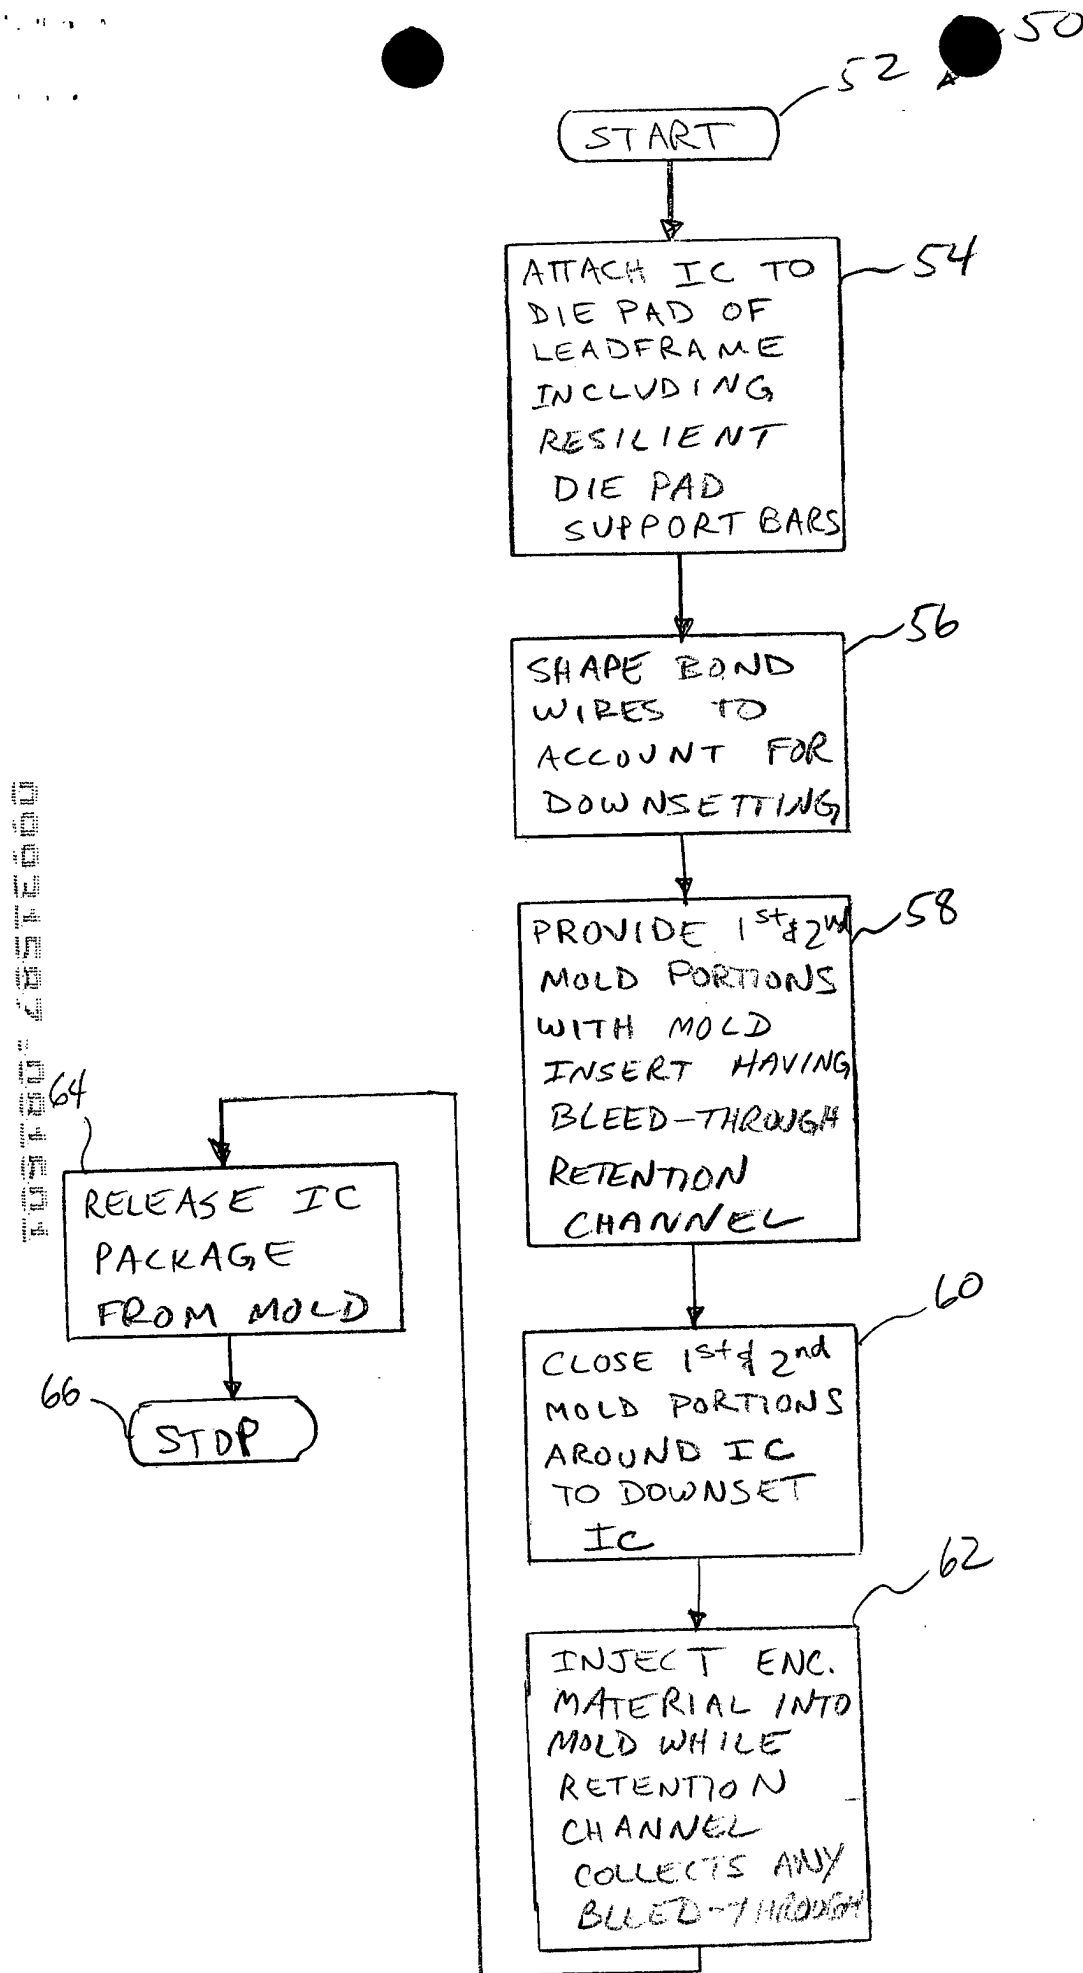 50
52
START
54
ATTACH IC TO
DIE PAD OF
LEADFRAME
INCLUDING
RESILIENT
DIE PAD
SUPPORT BARS
56
SHAPE BOND
WIRES TO
ACCOUNT FOR
DOWNSETTING
58
PROVIDE 1st & 2nd
MOLD PORTIONS
WITH MOLD
INSERT HAVING
BLEED-THROUGH
RETENTION
CHANNEL
60
CLOSE 1st & 2nd
MOLD PORTIONS
AROUND IC
TO DOWNSET
IC
62
INJECT ENC.
MATERIAL INTO
MOLD WHILE
RETENTION
CHANNEL
COLLECTS ANY
BLEED-THROUGH
64
RELEASE IC
PACKAGE
FROM MOLD
66
STOP